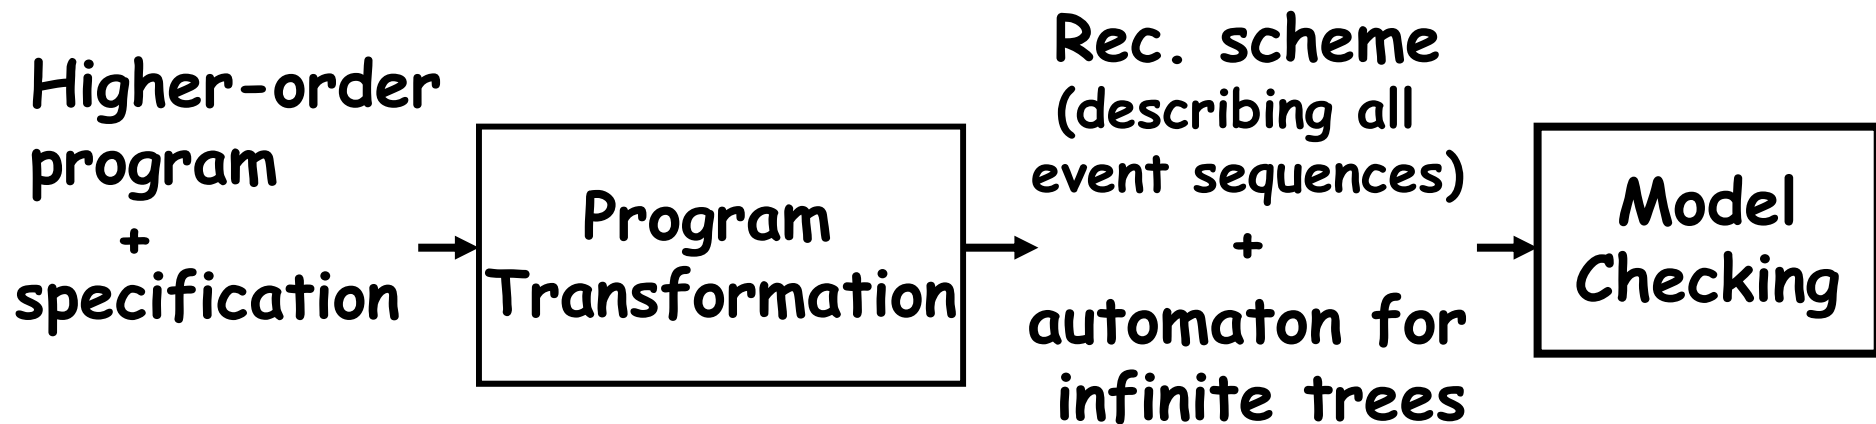 Higher-order
program
+
specification
Program
Transformation
Rec. scheme
(describing all
event sequences)
+
automaton for
infinite trees
Model
Checking